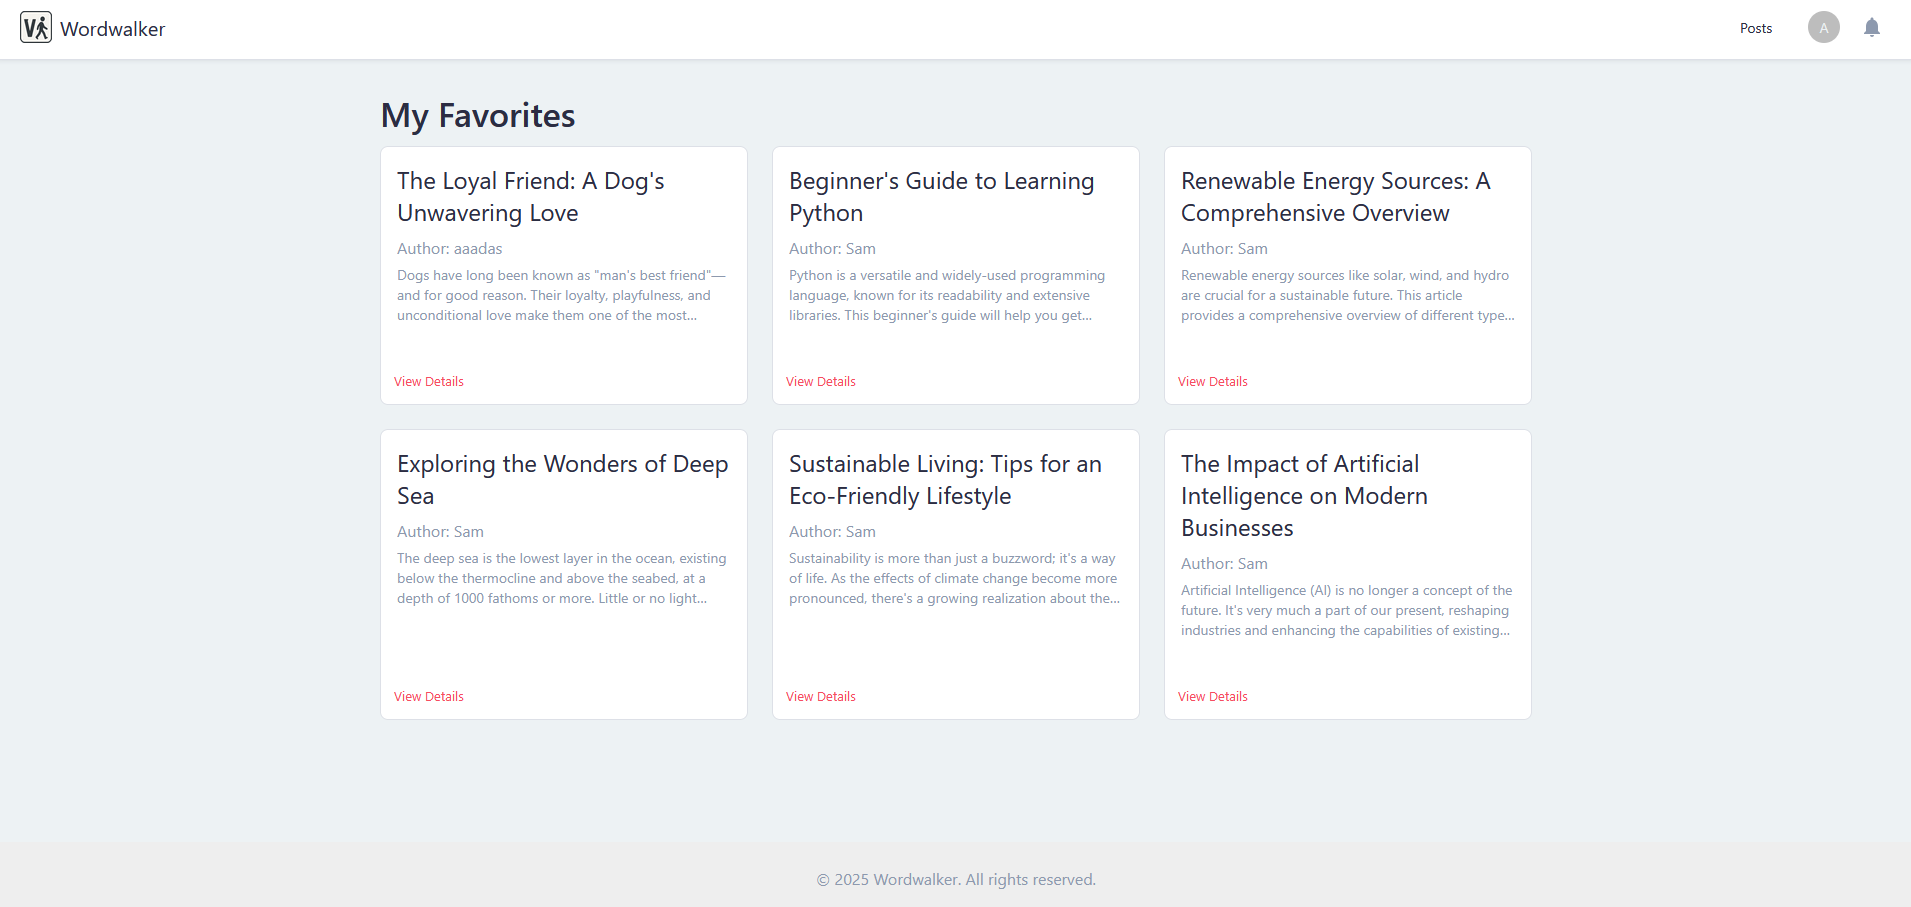 Wordwalker
Posts
A
My Favorites
The Loyal Friend: A Dog's
Unwavering Love
Author: aaadas
Dogs have long been known as "man's best friend"—
and for good reason. Their loyalty, playfulness, and
unconditional love make them one of the most...
View Details
Beginner's Guide to Learning
Python
Author: Sam
Python is a versatile and widely-used programming
language, known for its readability and extensive
libraries. This beginner's guide will help you get...
View Details
Renewable Energy Sources: A
Comprehensive Overview
Author: Sam
Renewable energy sources like solar, wind, and hydro
are crucial for a sustainable future. This article
provides a comprehensive overview of different type...
View Details
Exploring the Wonders of Deep
Sea
Author: Sam
The deep sea is the lowest layer in the ocean, existing
below the thermocline and above the seabed, at a
depth of 1000 fathoms or more. Little or no light...
View Details
Sustainable Living: Tips for an
Eco-Friendly Lifestyle
Author: Sam
Sustainability is more than just a buzzword; it's a way
of life. As the effects of climate change become more
pronounced, there's a growing realization about the...
View Details
The Impact of Artificial
Intelligence on Modern
Businesses
Author: Sam
Artificial Intelligence (AI) is no longer a concept of the
future. It's very much a part of our present, reshaping
industries and enhancing the capabilities of existing...
View Details
© 2025 Wordwalker. All rights reserved.